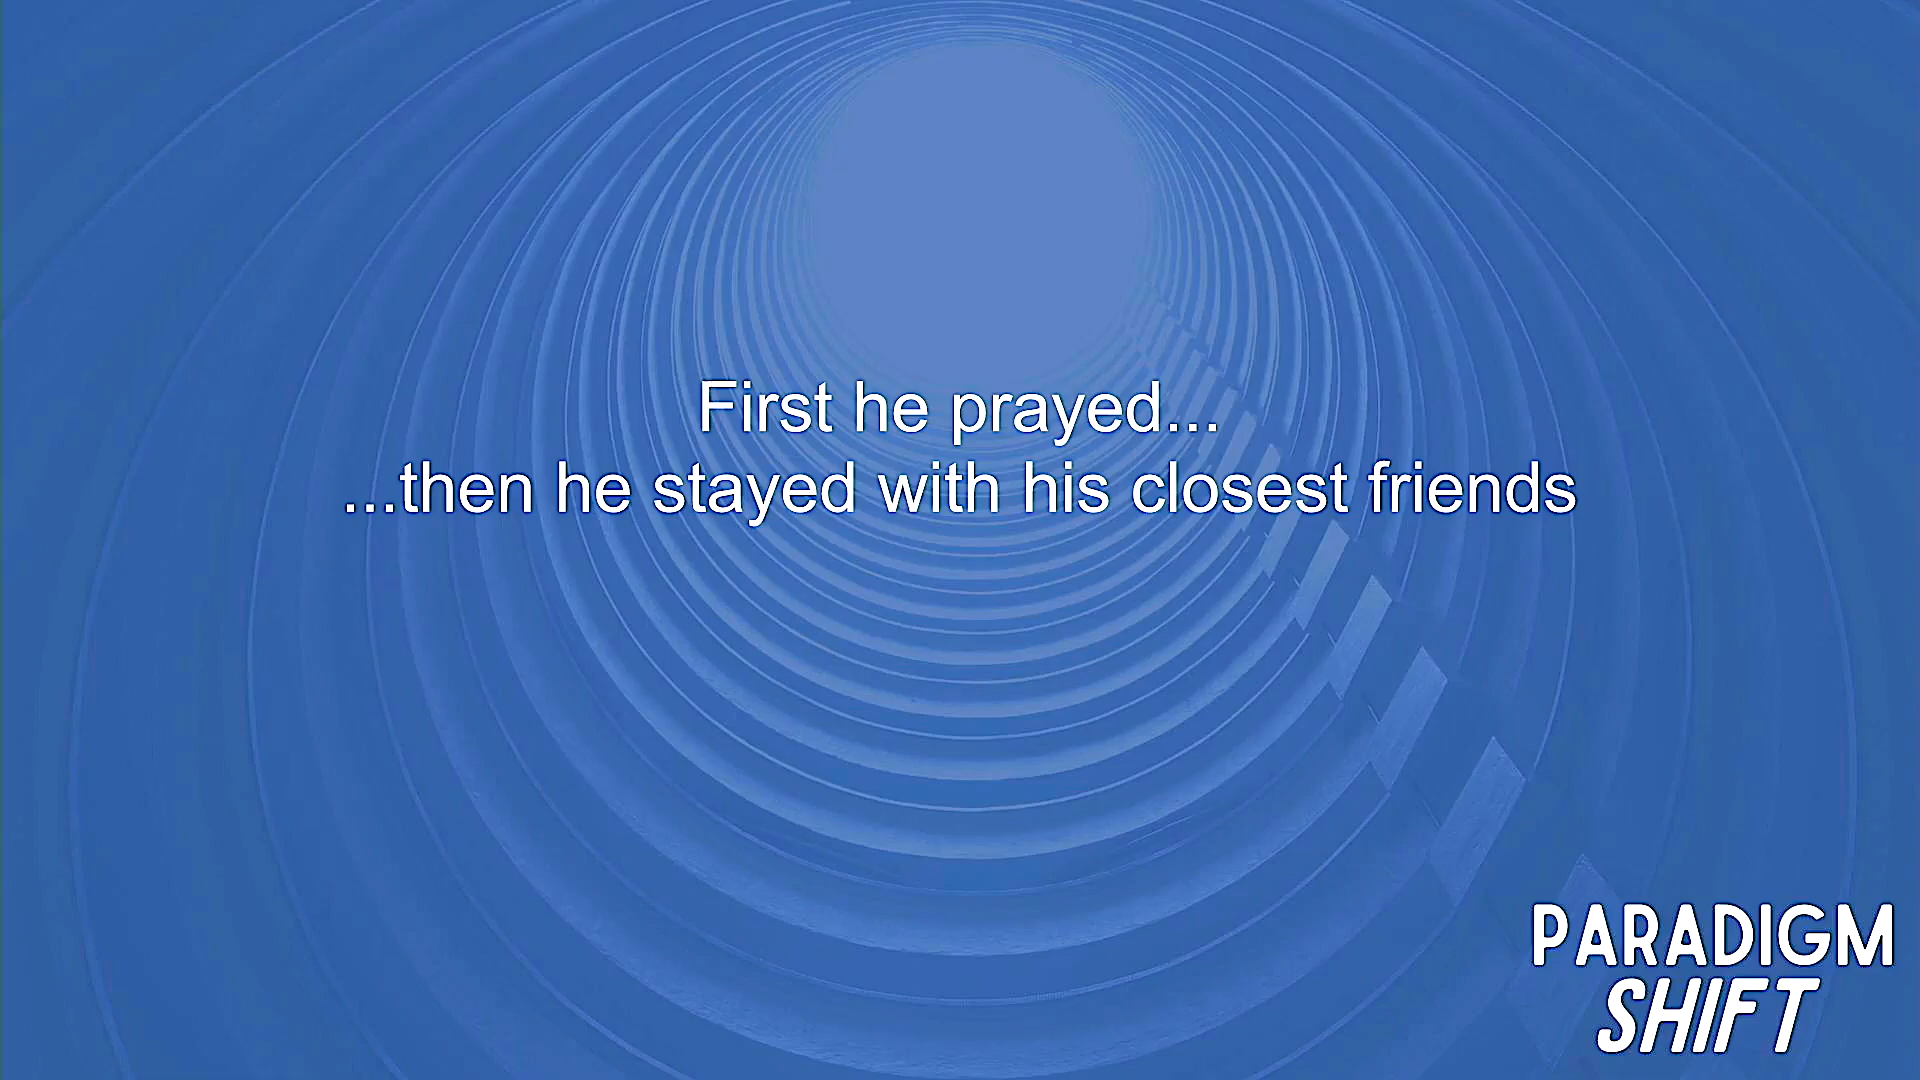 First he prayed...
...then he stayed with his closest friends
PARADIGM
SHIFT